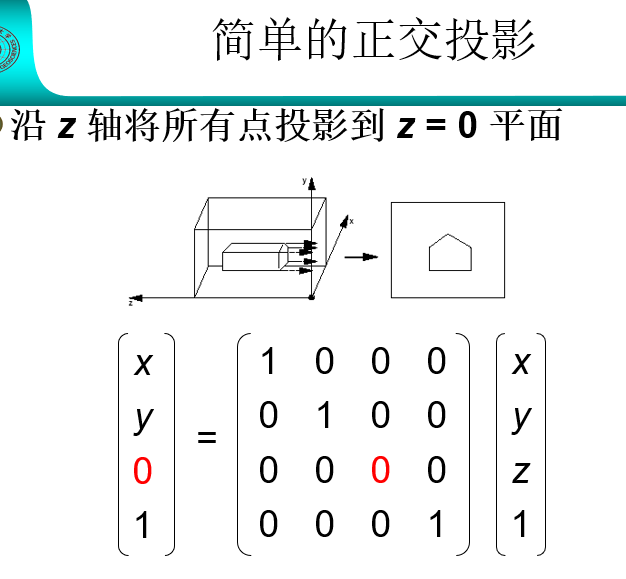 简单的正交投影
沿 z 轴将所有点投影到 z = 0 平面
y
x
z
x 1 0 0 0 x
y 0 1 0 0 y
= 
0 0 0 0 0 z
1 0 0 0 1 1